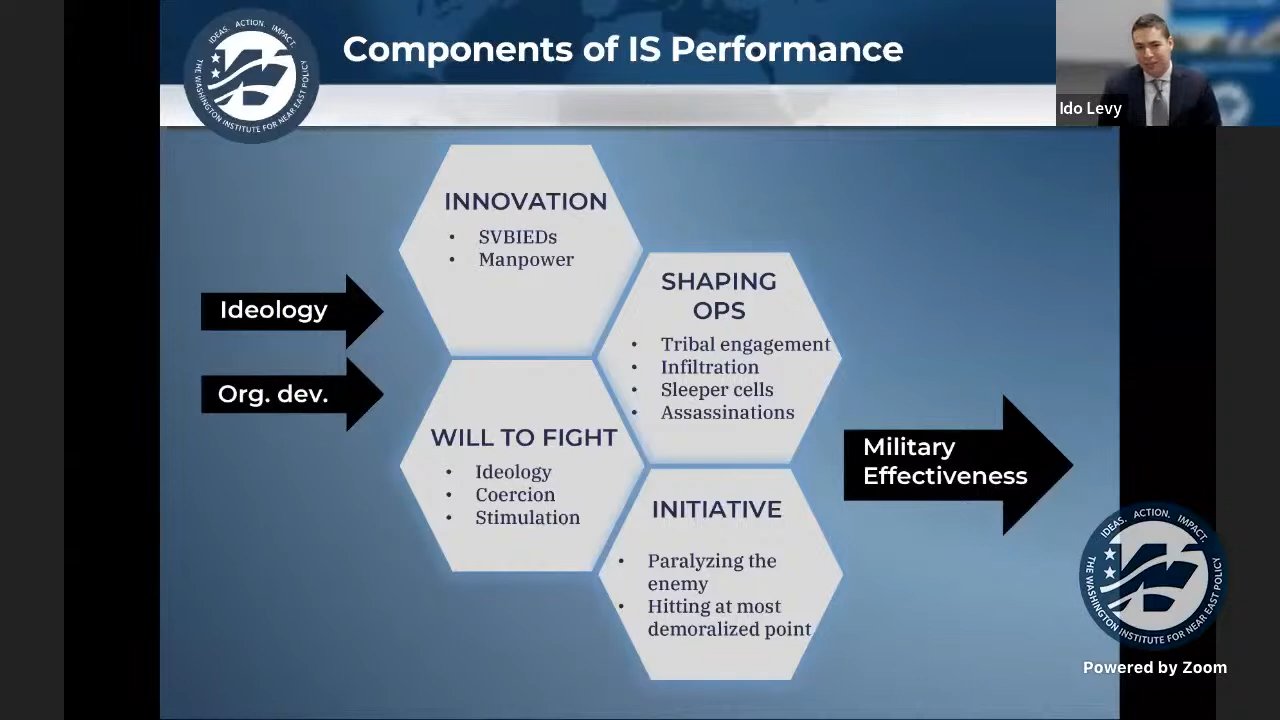 IDEAS. ACTION. IMPACT.
THE WASHINGTON INSTITUTE FOR NEAR EAST POLICY
Components of IS Performance
Ido Levy
INNOVATION
• SVBIEDs
• Manpower
SHAPING
OPS
• Tribal engagement
• Infiltration
• Sleeper cells
• Assassinations
Ideology
Org. dev.
WILL TO FIGHT
• Ideology
• Coercion
• Stimulation
INITIATIVE
• Paralyzing the
enemy
• Hitting at most
demoralized point
Military
Effectiveness
IDEAS. ACTION. IMPACT.
THE WASHINGTON INSTITUTE FOR NEAR EAST POLICY
Powered by Zoom